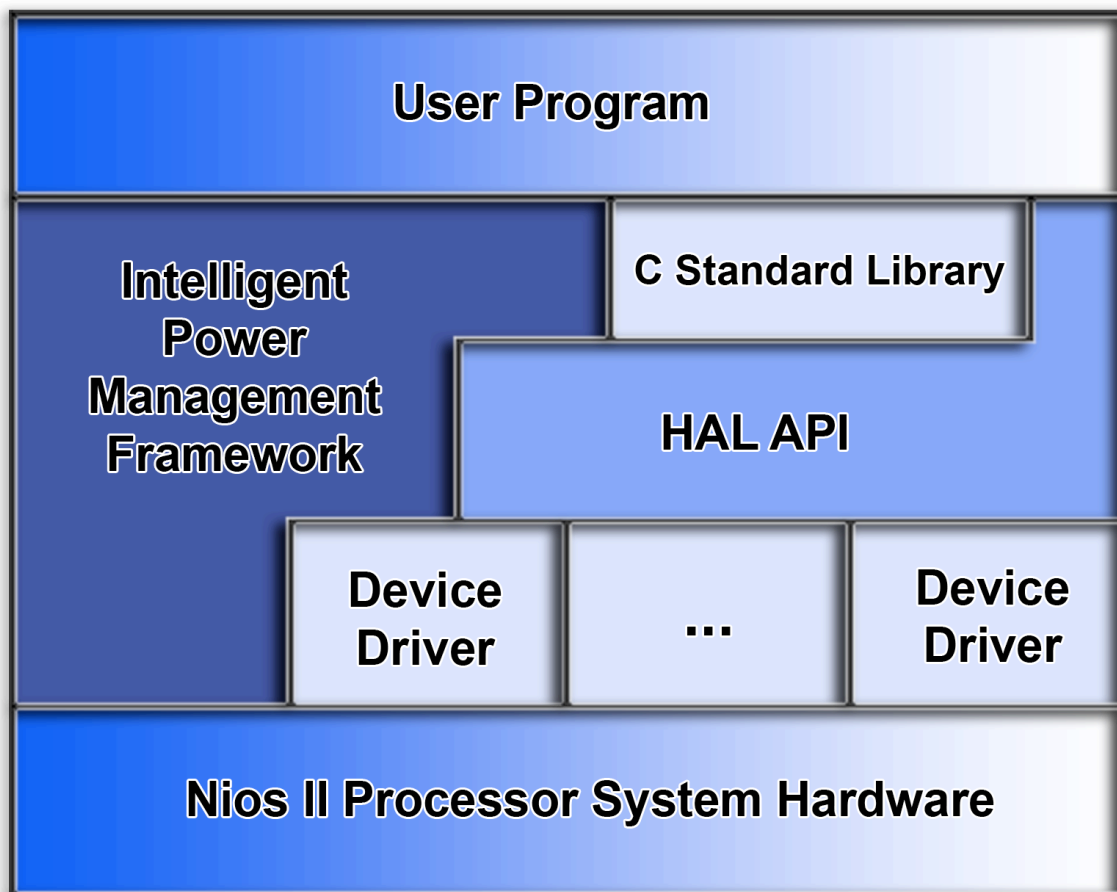 User Program
Intelligent
Power
Management
Framework
C Standard Library
HAL API
Device
Driver
...
Device
Driver
Nios II Processor System Hardware